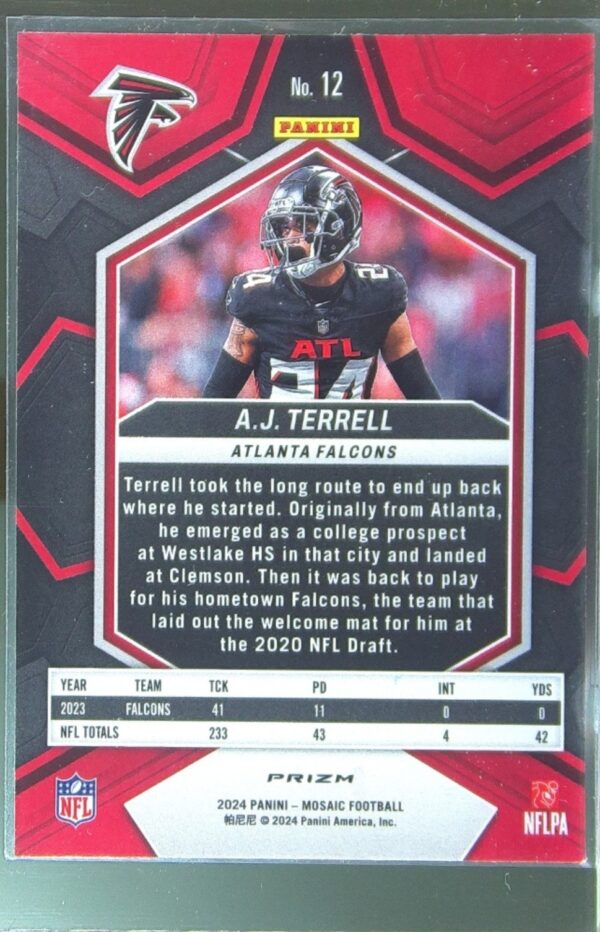 No. 12
PANINI
24
ATL
24
A.J. TERRELL
ATLANTA FALCONS
Terrell took the long route to end up back
where he started. Originally from Atlanta,
he emerged as a college prospect
at Westlake HS in that city and landed
at Clemson. Then it was back to play
for his hometown Falcons, the team that
laid out the welcome mat for him at
the 2020 NFL Draft.
YEAR TEAM TCK PD INT YDS
2023 FALCONS 41 11 0 0
NFL TOTALS 233 43 4 42
PRIZM
2024 PANINI – MOSAIC FOOTBALL
帕尼尼 © 2024 Panini America, Inc.
NFL
NFLPA